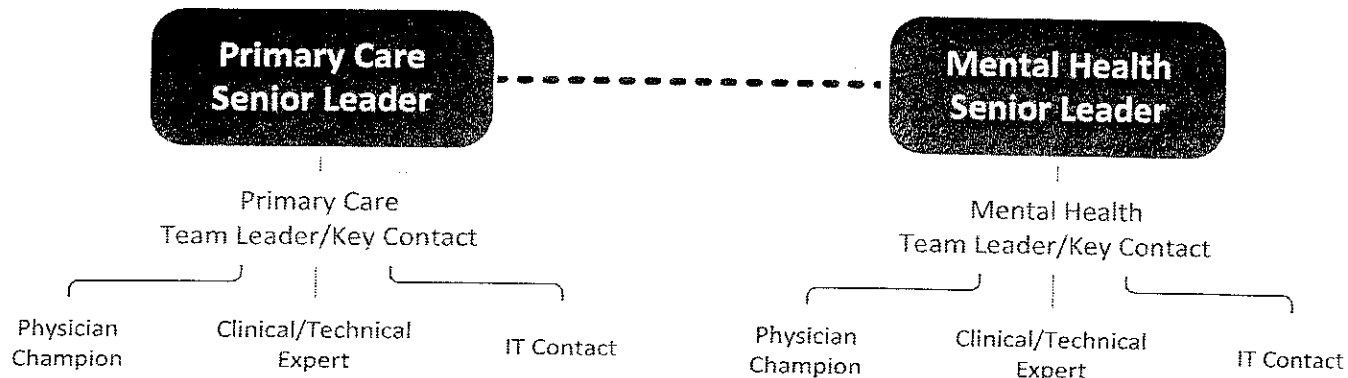 Primary Care
Senior Leader
Mental Health
Senior Leader
Primary Care
Team Leader/Key Contact
Mental Health
Team Leader/Key Contact
Physician
Champion
Clinical/Technical
Expert
IT Contact
Physician
Champion
Clinical/Technical
Expert
IT Contact